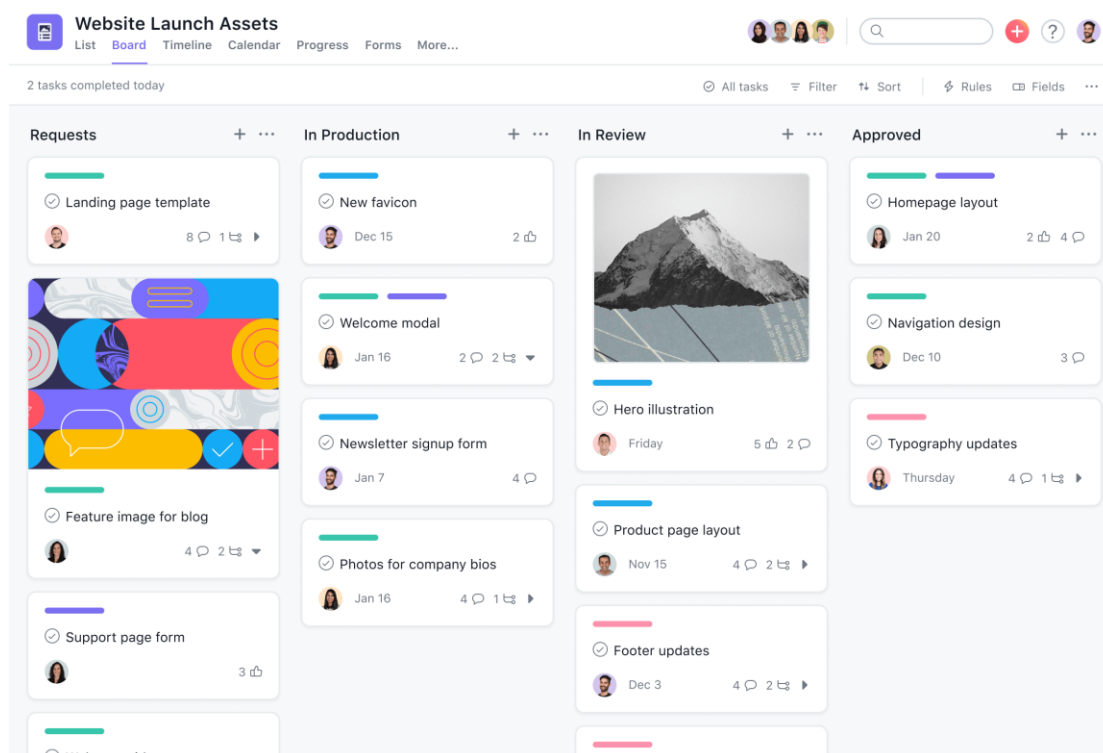 Website Launch Assets
List Board Timeline Calendar Progress Forms More...
2 tasks completed today
All tasks Filter Sort Rules Fields
Requests
Landing page template
8 1
Feature image for blog
4 2
Support page form
3
In Production
New favicon
Dec 15 2
Welcome modal
Jan 16 2 2
Newsletter signup form
Jan 7 4
Photos for company bios
Jan 16 4 1
In Review
Hero illustration
Friday 5 2
Product page layout
Nov 15 4 2
Footer updates
Dec 3 4 2
Approved
Homepage layout
Jan 20 2 4
Navigation design
Dec 10 3
Typography updates
Thursday 4 1